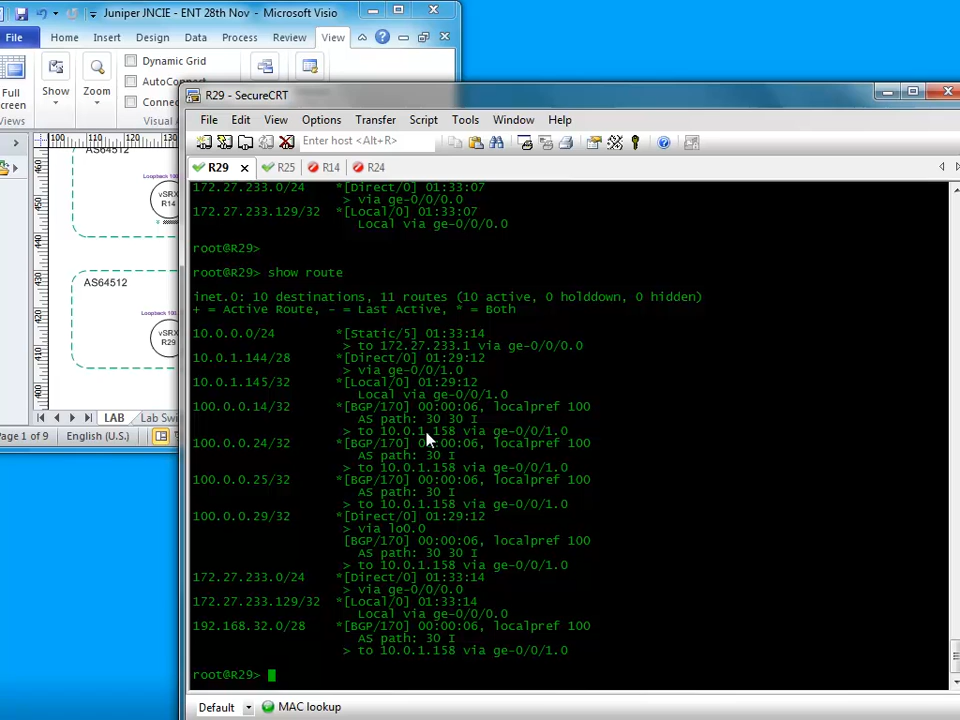 Juniper JNCIE - ENT 28th Nov - Microsoft Visio
File Home Insert Design Data Process Review View
Full
Show
Zoom
Dynamic Grid
AutoConnect
Connect
Views
Visual
R29 - SecureCRT
File Edit View Options Transfer Script Tools Window Help
Enter host <Alt+R>
R29 R25 R14 R24
100 110 120 130
AS64512
Loopback 100
vSRX
R14
AS64512
Loopback 100
vSRX
R29
460
450
440
430
420
410
400
LAB
Lab Sw
Page 1 of 9 English (U.S.)
172.27.233.0/24 *[Direct/0] 01:33:07
> via ge-0/0/0.0
172.27.233.129/32 *[Local/0] 01:33:07
Local via ge-0/0/0.0
root@R29>
root@R29> show route
inet.0: 10 destinations, 11 routes (10 active, 0 holddown, 0 hidden)
+ = Active Route, - = Last Active, * = Both
10.0.0.0/24 *[Static/5] 01:33:14
> to 172.27.233.1 via ge-0/0/0.0
10.0.1.144/28 *[Direct/0] 01:29:12
> via ge-0/0/1.0
10.0.1.145/32 *[Local/0] 01:29:12
Local via ge-0/0/1.0
100.0.0.14/32 *[BGP/170] 00:00:06, localpref 100
AS path: 30 30 I
> to 10.0.1.158 via ge-0/0/1.0
100.0.0.24/32 *[BGP/170] 00:00:06, localpref 100
AS path: 30 I
> to 10.0.1.158 via ge-0/0/1.0
100.0.0.25/32 *[BGP/170] 00:00:06, localpref 100
AS path: 30 I
> to 10.0.1.158 via ge-0/0/1.0
100.0.0.29/32 *[Direct/0] 01:29:12
> via lo0.0
[BGP/170] 00:00:06, localpref 100
AS path: 30 30 I
> to 10.0.1.158 via ge-0/0/1.0
172.27.233.0/24 *[Direct/0] 01:33:14
> via ge-0/0/0.0
172.27.233.129/32 *[Local/0] 01:33:14
Local via ge-0/0/0.0
192.168.32.0/28 *[BGP/170] 00:00:06, localpref 100
AS path: 30 I
> to 10.0.1.158 via ge-0/0/1.0
root@R29>
Default MAC lookup